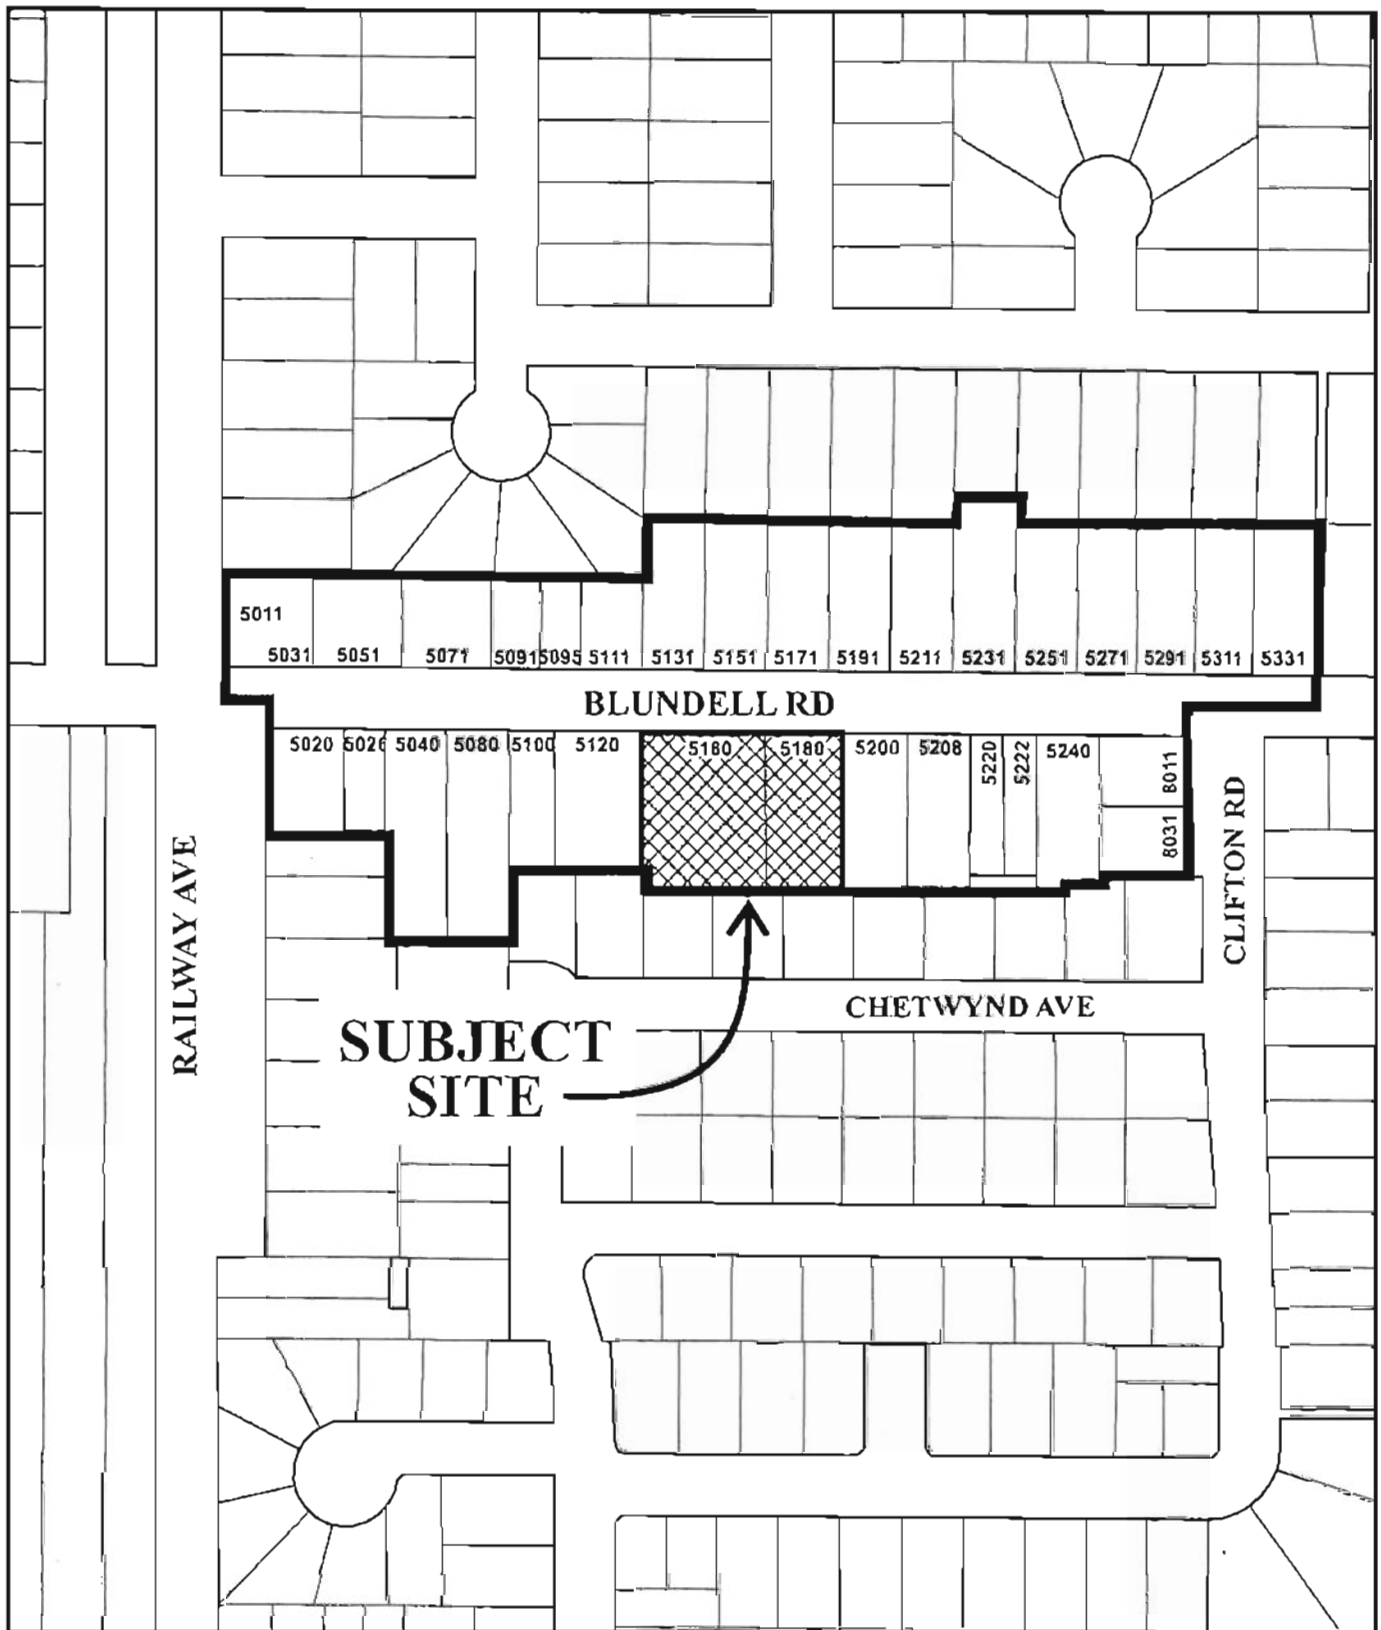 5011
5031 5051 5071 5091 5095 5111 5131 5151 5171 5191 5211 5231 5251 5271 5291 5311 5331
BLUNDELL RD
5020 5026 5040 5080 5100 5120 5160 5180 5200 5208 5220 5222 5240 8011
8031
RAILWAY AVE
CLIFTON RD
CHETWYND AVE
SUBJECT
SITE